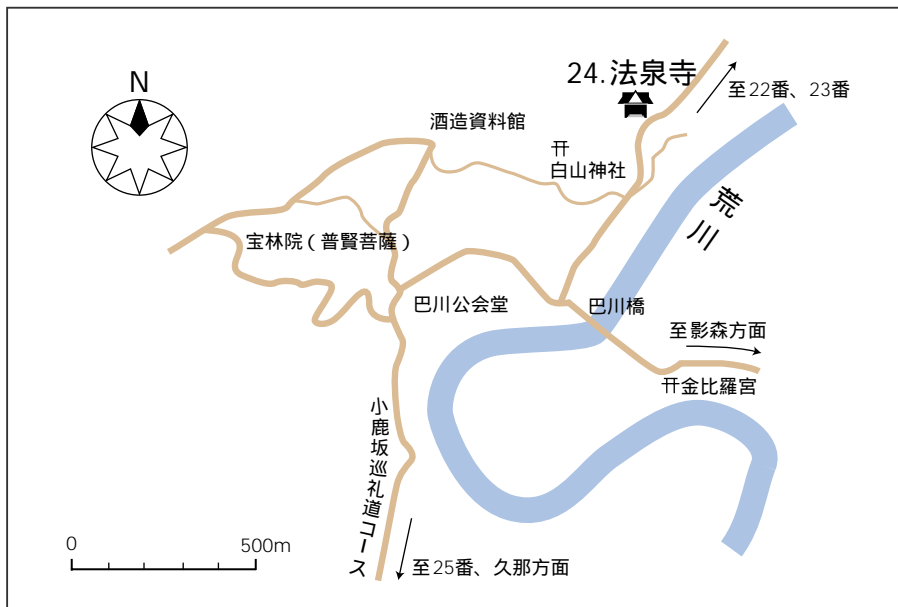 N
24.法泉寺
至22番、23番
酒造資料館
白山神社
荒川
宝林院（普賢菩薩）
巴川公会堂
巴川橋
至影森方面
金比羅宮
小鹿坂巡礼道コース
0 500m
至25番、久那方面